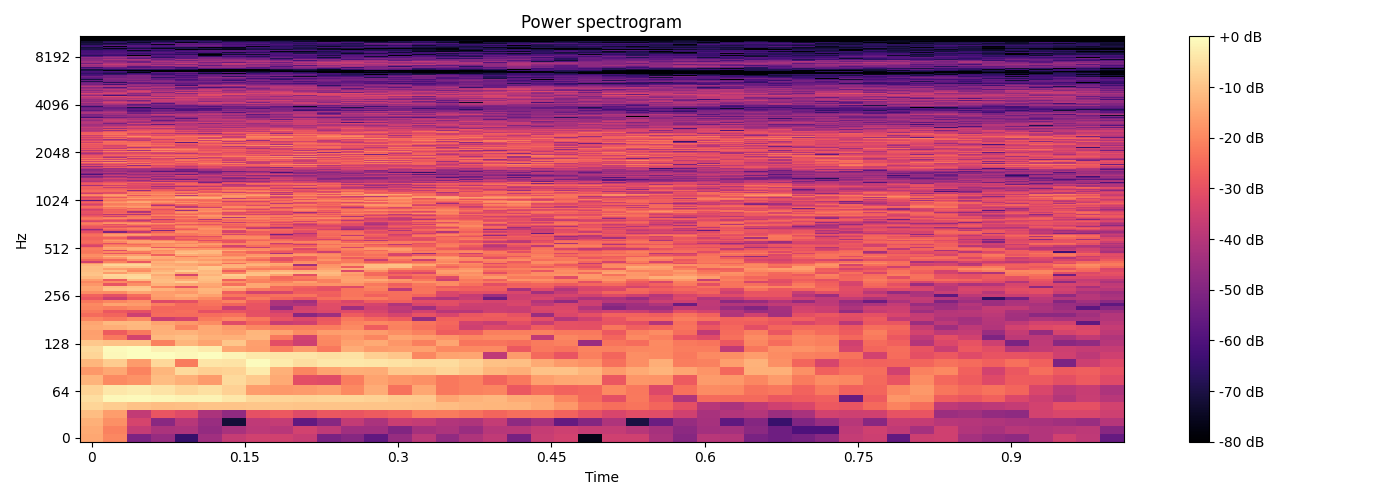 Power spectrogram
8192
4096
2048
1024
512
256
128
64
0
Hz
0 0.15 0.3 0.45 0.6 0.75 0.9
Time
+0 dB
-10 dB
-20 dB
-30 dB
-40 dB
-50 dB
-60 dB
-70 dB
-80 dB